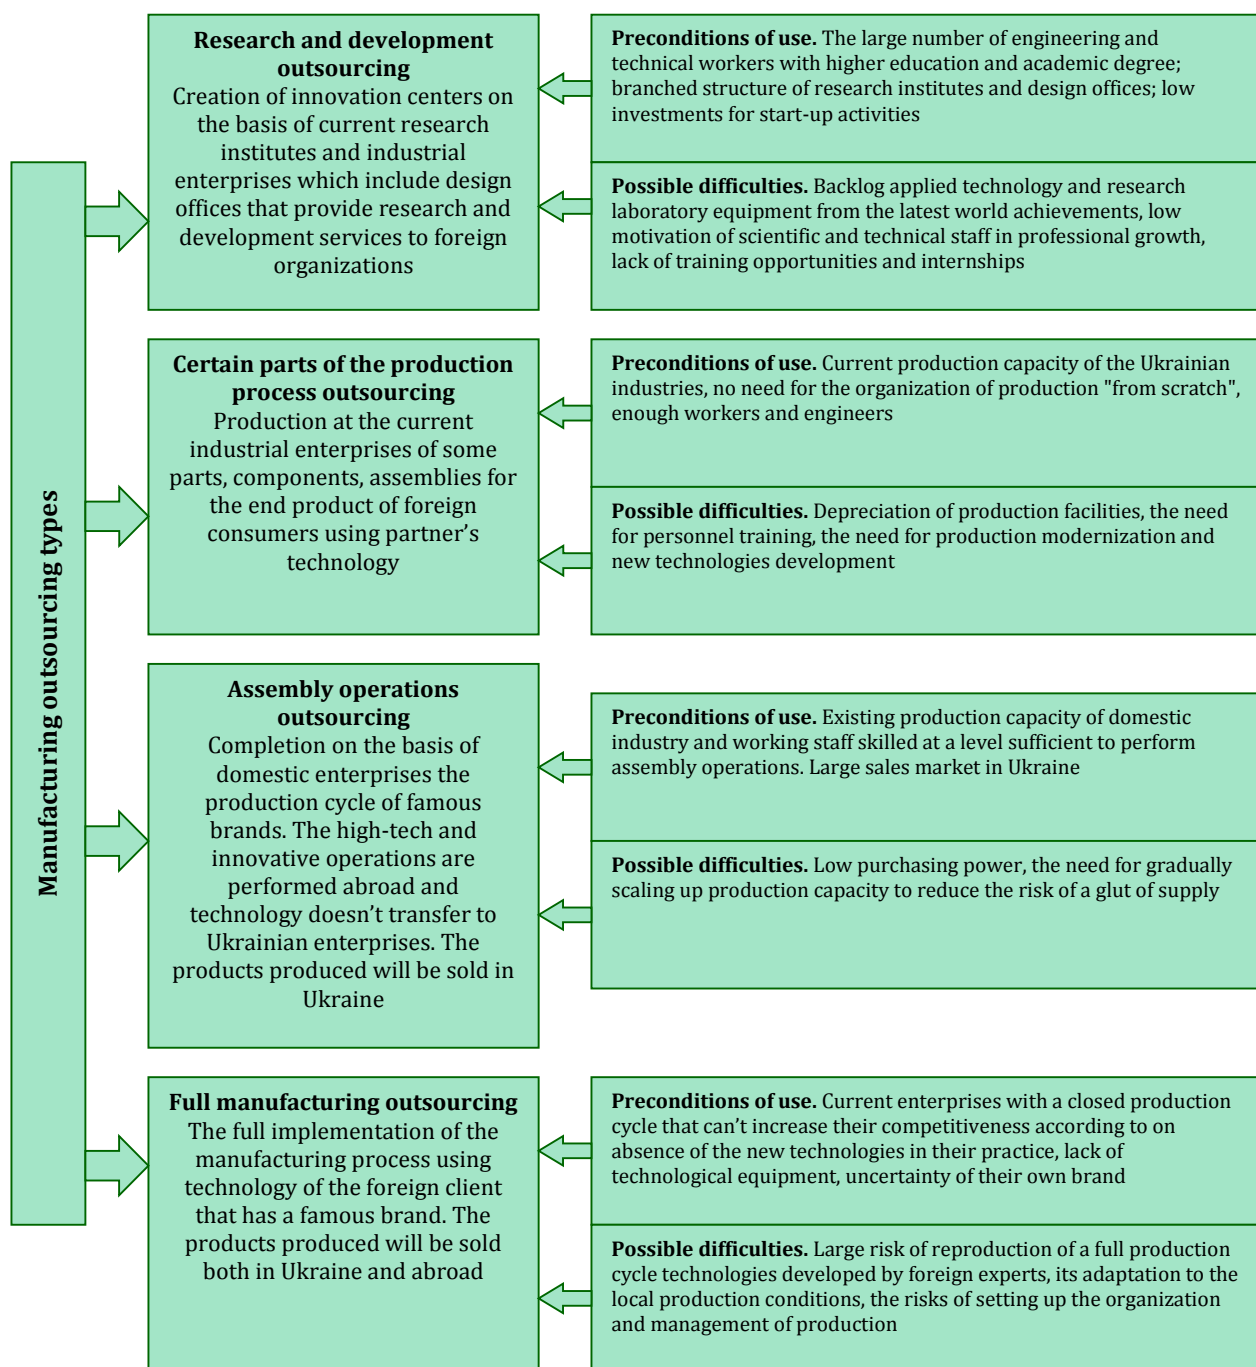 Manufacturing outsourcing types
Research and development
outsourcing
Creation of innovation centers on
the basis of current research
institutes and industrial
enterprises which include design
offices that provide research and
development services to foreign
organizations
Preconditions of use. The large number of engineering and
technical workers with higher education and academic degree;
branched structure of research institutes and design offices; low
investments for start-up activities
Possible difficulties. Backlog applied technology and research
laboratory equipment from the latest world achievements, low
motivation of scientific and technical staff in professional growth,
lack of training opportunities and internships
Certain parts of the production
process outsourcing
Production at the current
industrial enterprises of some
parts, components, assemblies for
the end product of foreign
consumers using partner’s
technology
Preconditions of use. Current production capacity of the Ukrainian
industries, no need for the organization of production "from scratch",
enough workers and engineers
Possible difficulties. Depreciation of production facilities, the need
for personnel training, the need for production modernization and
new technologies development
Assembly operations
outsourcing
Completion on the basis of
domestic enterprises the
production cycle of famous
brands. The high-tech and
innovative operations are
performed abroad and
technology doesn’t transfer to
Ukrainian enterprises. The
products produced will be sold in
Ukraine
Preconditions of use. Existing production capacity of domestic
industry and working staff skilled at a level sufficient to perform
assembly operations. Large sales market in Ukraine
Possible difficulties. Low purchasing power, the need for gradually
scaling up production capacity to reduce the risk of a glut of supply
Full manufacturing outsourcing
The full implementation of the
manufacturing process using
technology of the foreign client
that has a famous brand. The
products produced will be sold
both in Ukraine and abroad
Preconditions of use. Current enterprises with a closed production
cycle that can’t increase their competitiveness according to on
absence of the new technologies in their practice, lack of
technological equipment, uncertainty of their own brand
Possible difficulties. Large risk of reproduction of a full production
cycle technologies developed by foreign experts, its adaptation to the
local production conditions, the risks of setting up the organization
and management of production